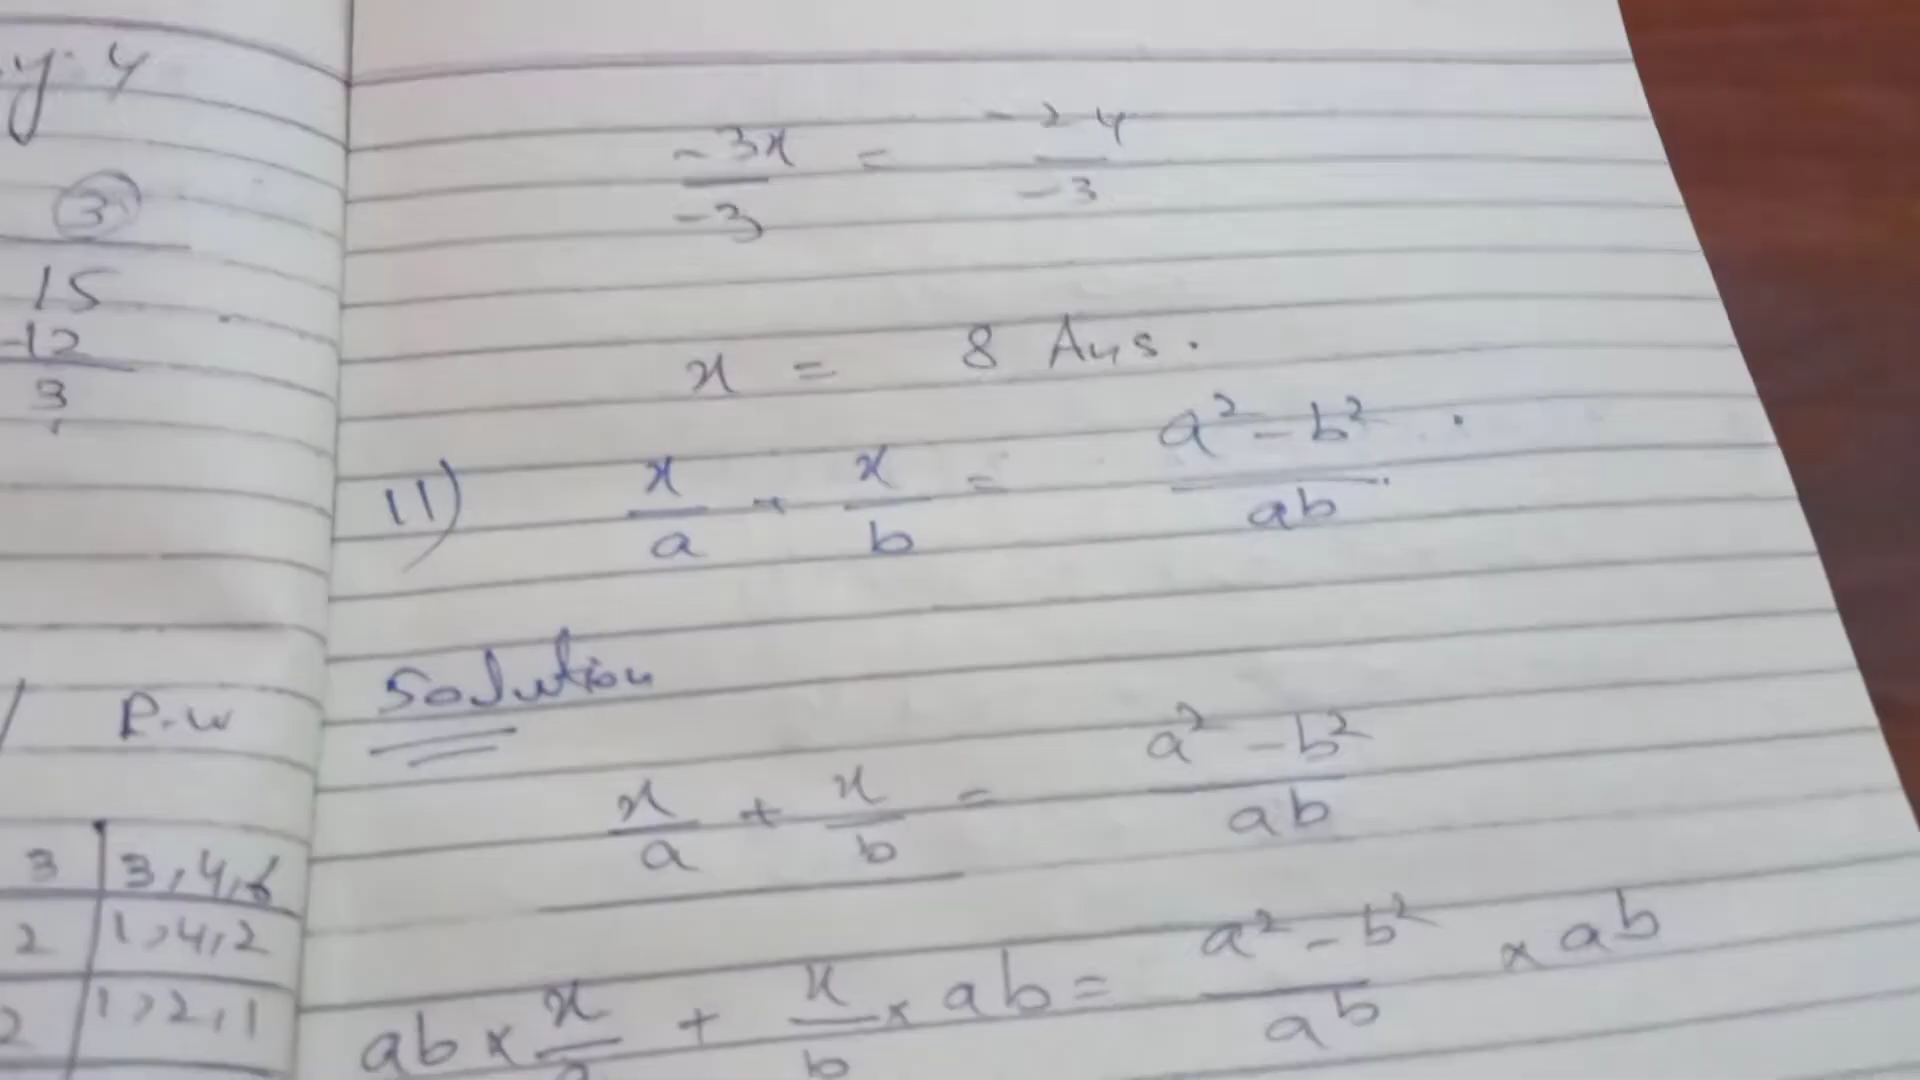 y. 4
3
15
-12
3
R.w
3 | 3,4,6
2 | 1,4,2
2 | 1,2,1
-3x/-3 = -24/-3
x = 8 Ans.
11) x/a + x/b = a² - b²/ab .
Solution
x/a + x/b = a² - b²/ab
ab × x/a + x/b × ab = a² - b²/ab × ab